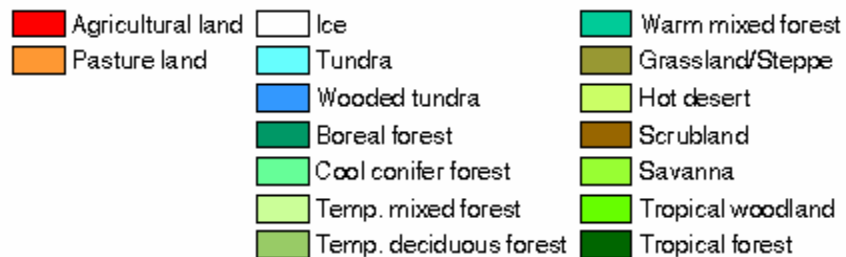 Agricultural land
Pasture land
Ice
Tundra
Wooded tundra
Boreal forest
Cool conifer forest
Temp. mixed forest
Temp. deciduous forest
Warm mixed forest
Grassland/Steppe
Hot desert
Scrubland
Savanna
Tropical woodland
Tropical forest